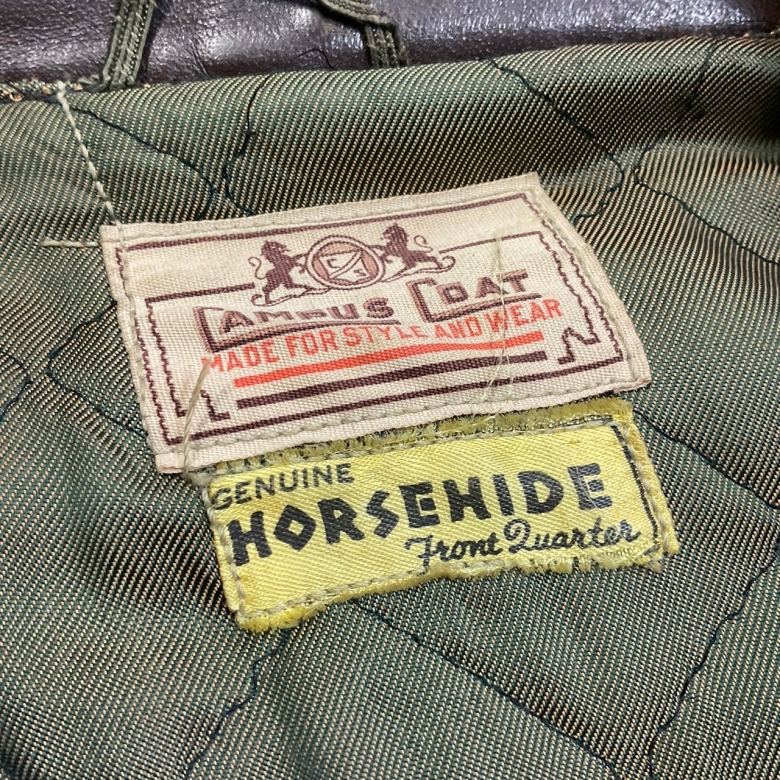 CAMPUS COAT
MADE FOR STYLE AND WEAR
GENUINE
HORSEHIDE
Front Quarter